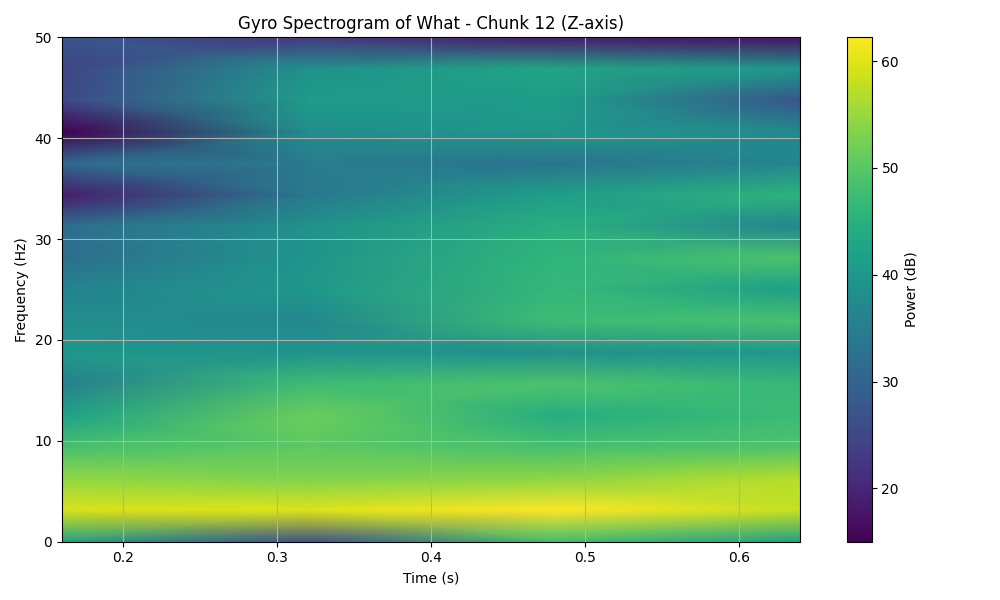 Gyro Spectrogram of What - Chunk 12 (Z-axis)
50
40
30
20
10
0
Frequency (Hz)
0.2 0.3 0.4 0.5 0.6
Time (s)
60
50
40
30
20
Power (dB)